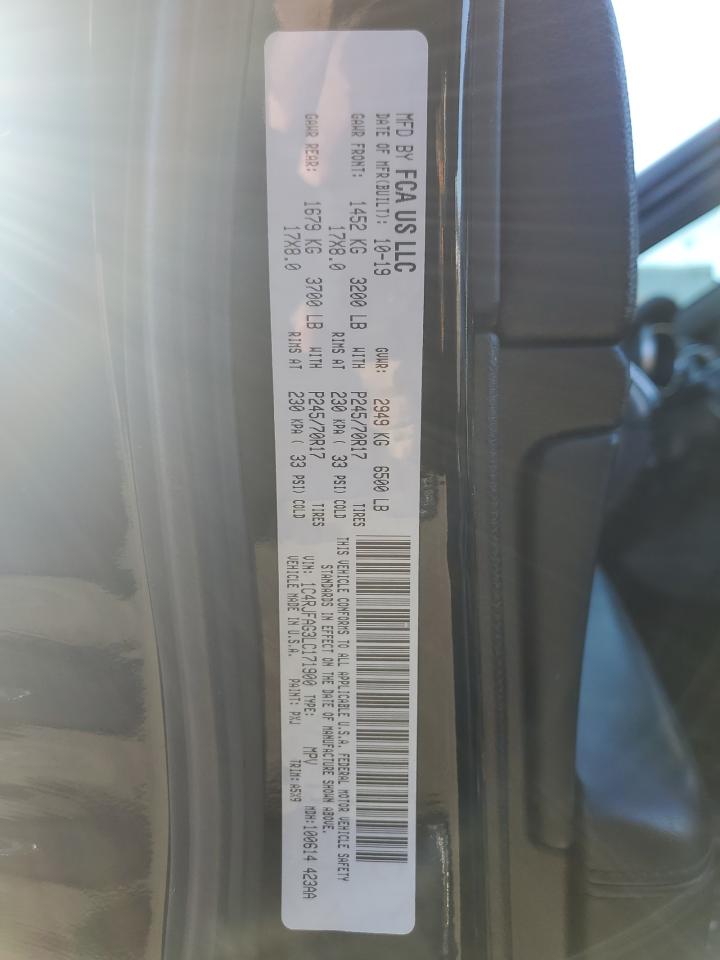 MFD BY FCA US LLC
DATE OF MFR(BUILT): 10-19 GVWR: 2949 KG 6500 LB
GAWR FRONT: 1452 KG 3200 LB WITH P245/70R17 TIRES
17X8.0 RIMS AT 230 KPA ( 33 PSI) COLD
GAWR REAR: 1679 KG 3700 LB WITH P245/70R17 TIRES
17X8.0 RIMS AT 230 KPA ( 33 PSI) COLD
THIS VEHICLE CONFORMS TO ALL APPLICABLE U.S.A. FEDERAL MOTOR VEHICLE SAFETY
STANDARDS IN EFFECT ON THE DATE OF MANUFACTURE SHOWN ABOVE.
VIN: 1C4RJFAG3LC171900 TYPE: MPV MDH:100614 423AA
VEHICLE MADE IN U.S.A. PAINT: PXJ TRIM:A5X9